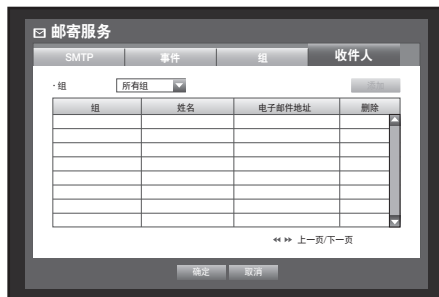 邮寄服务
SMTP 事件 组 收件人
· 组 所有组 添加
组 姓名 电子邮件地址 删除
上一页/下一页
确定 取消